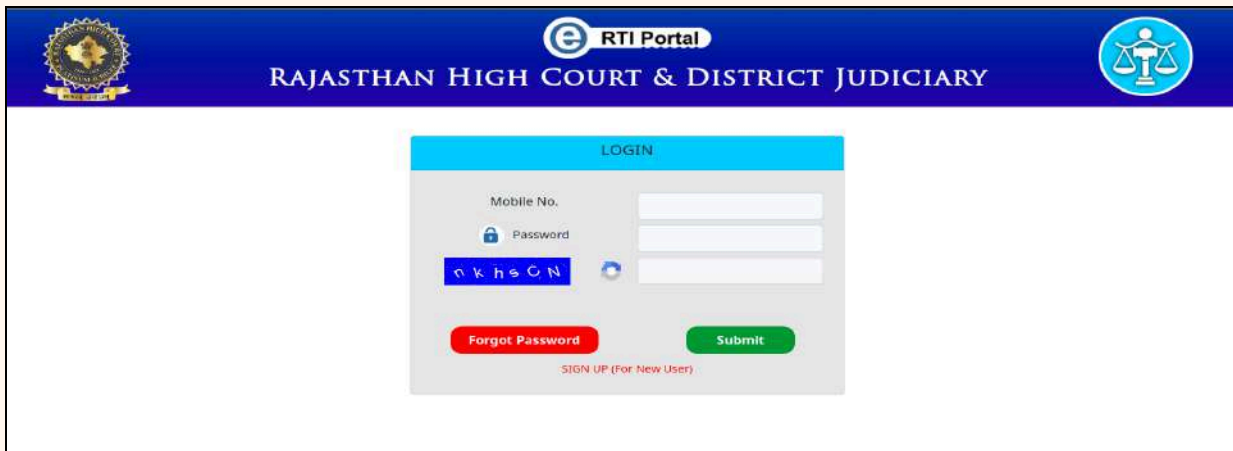 e RTI Portal
RAJASTHAN HIGH COURT & DISTRICT JUDICIARY
LOGIN
Mobile No.
Password
nkhsCN
Forgot Password
Submit
SIGN UP (For New User)